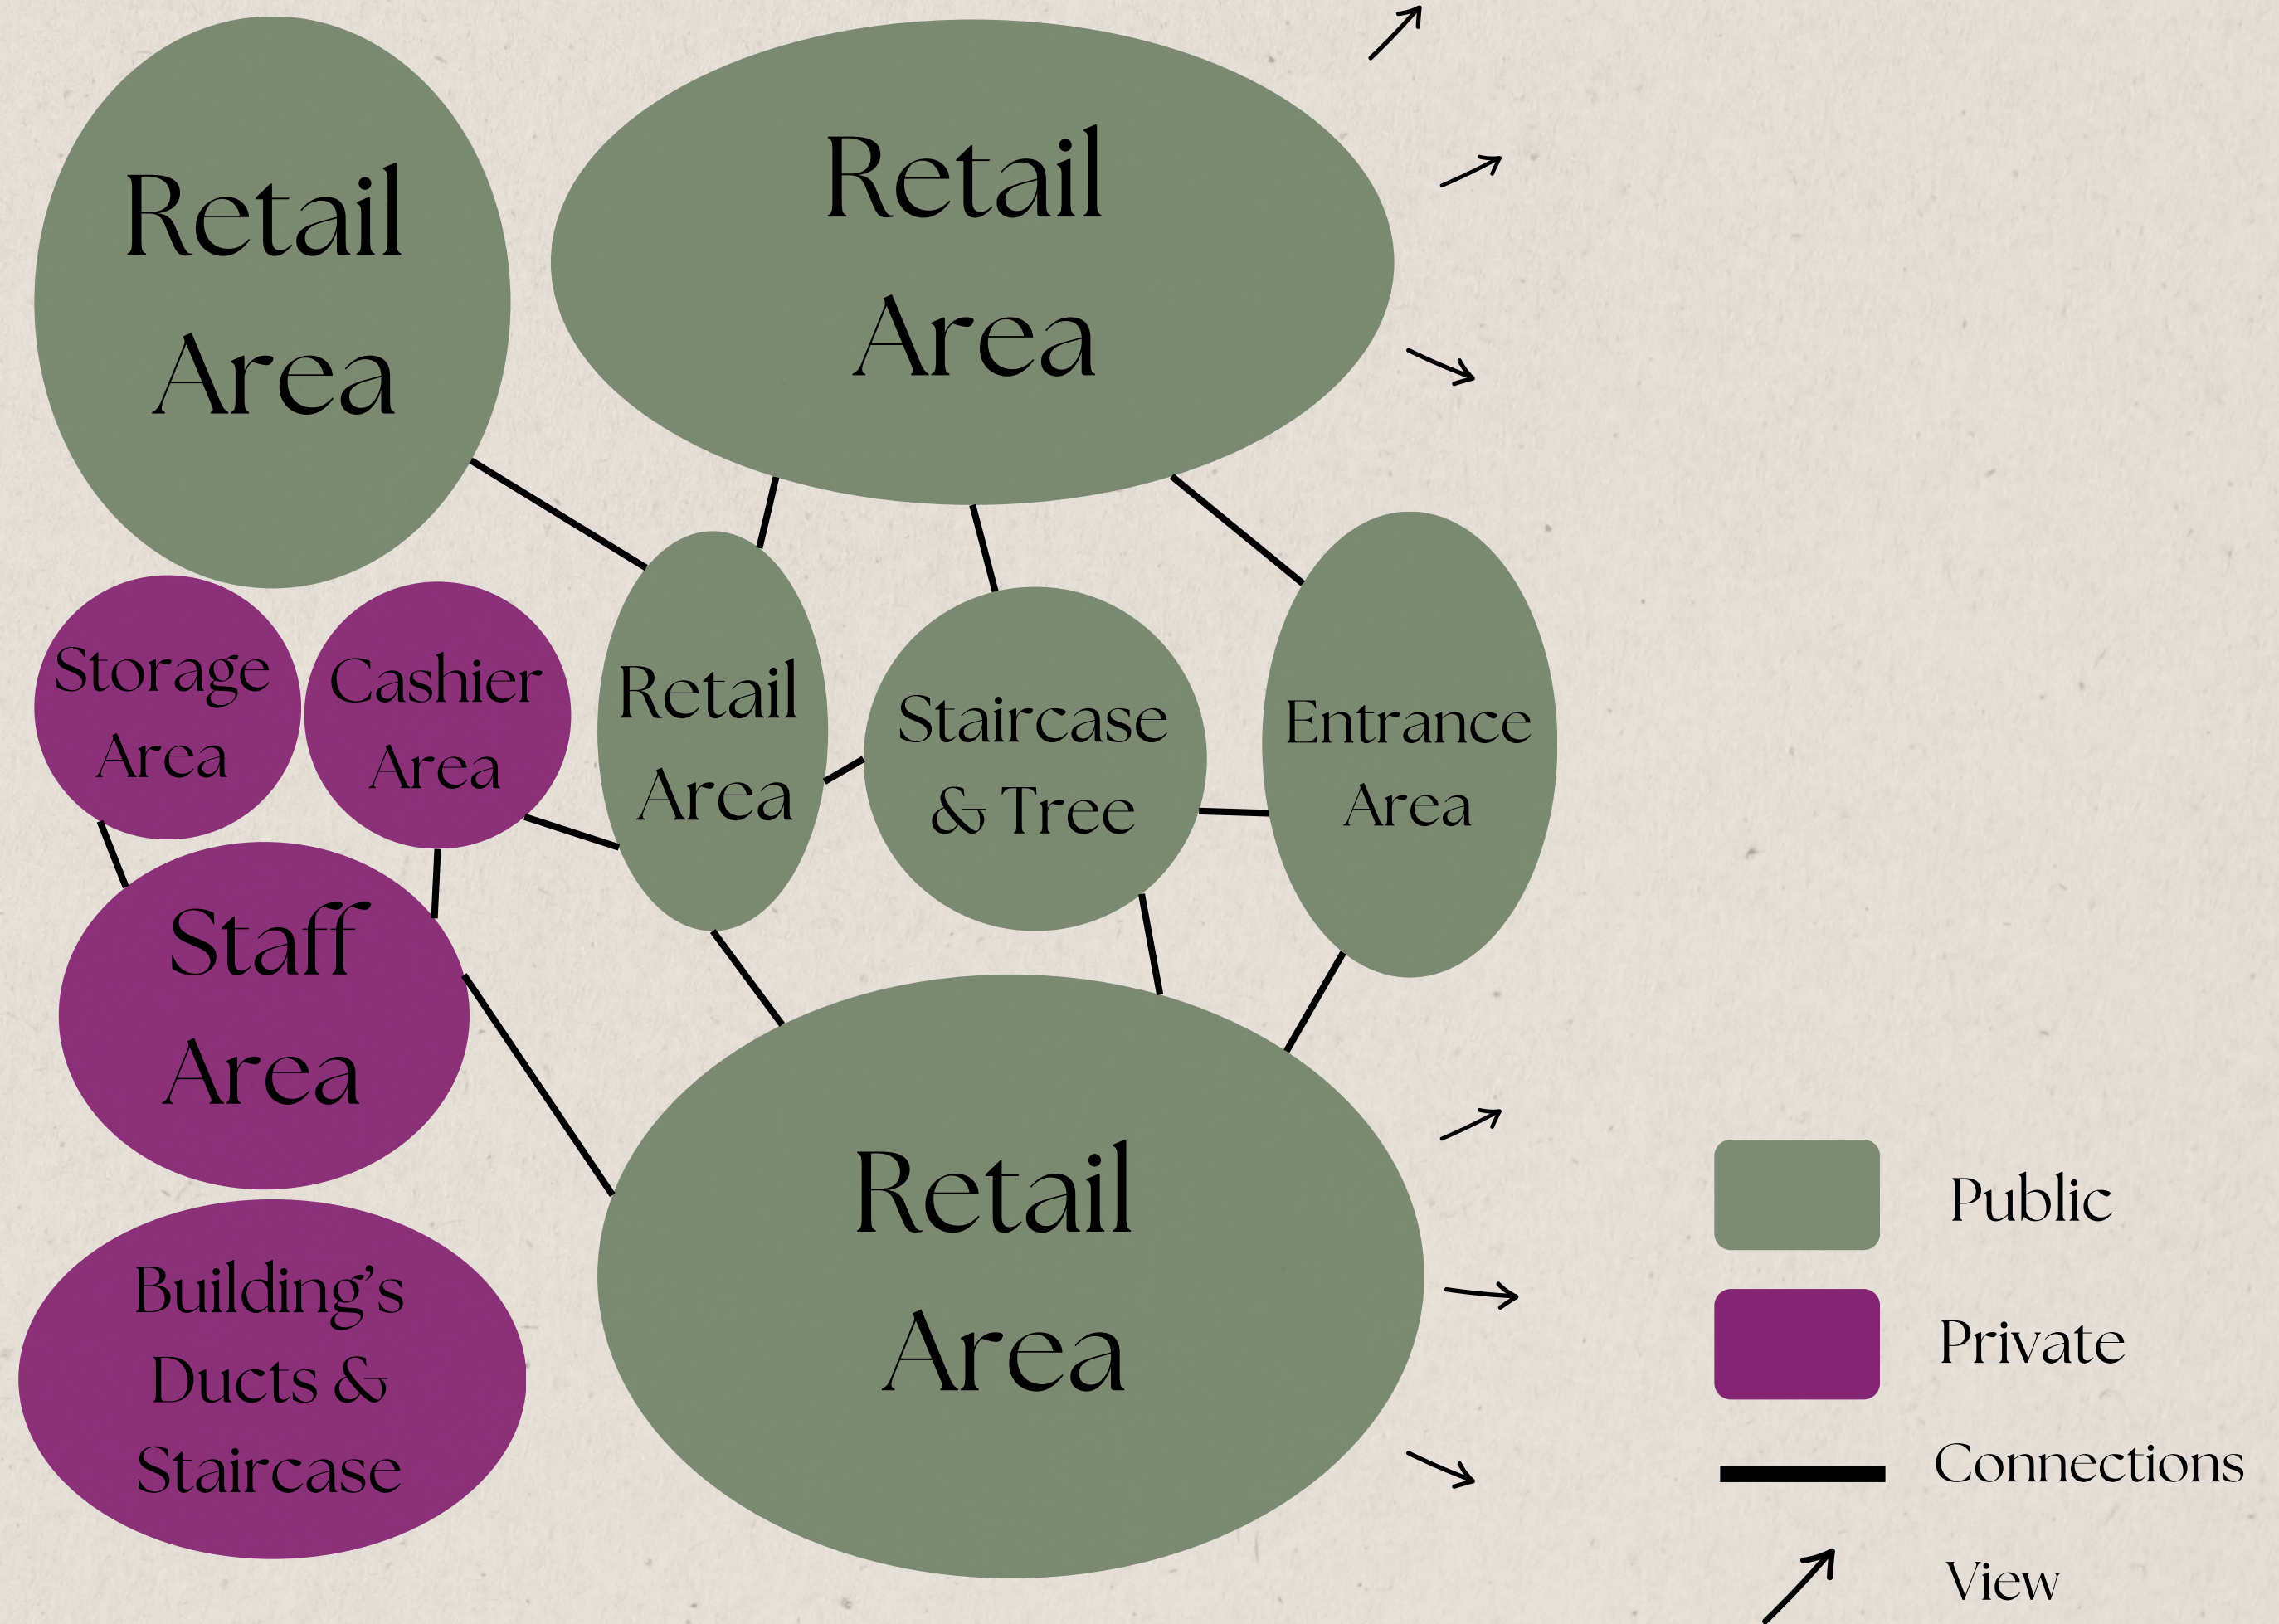 Retail
Area
Retail
Area
Storage
Area
Cashier
Area
Retail
Area
Staircase
& Tree
Entrance
Area
Staff
Area
Retail
Area
Building's
Ducts &
Staircase
Public
Private
Connections
View